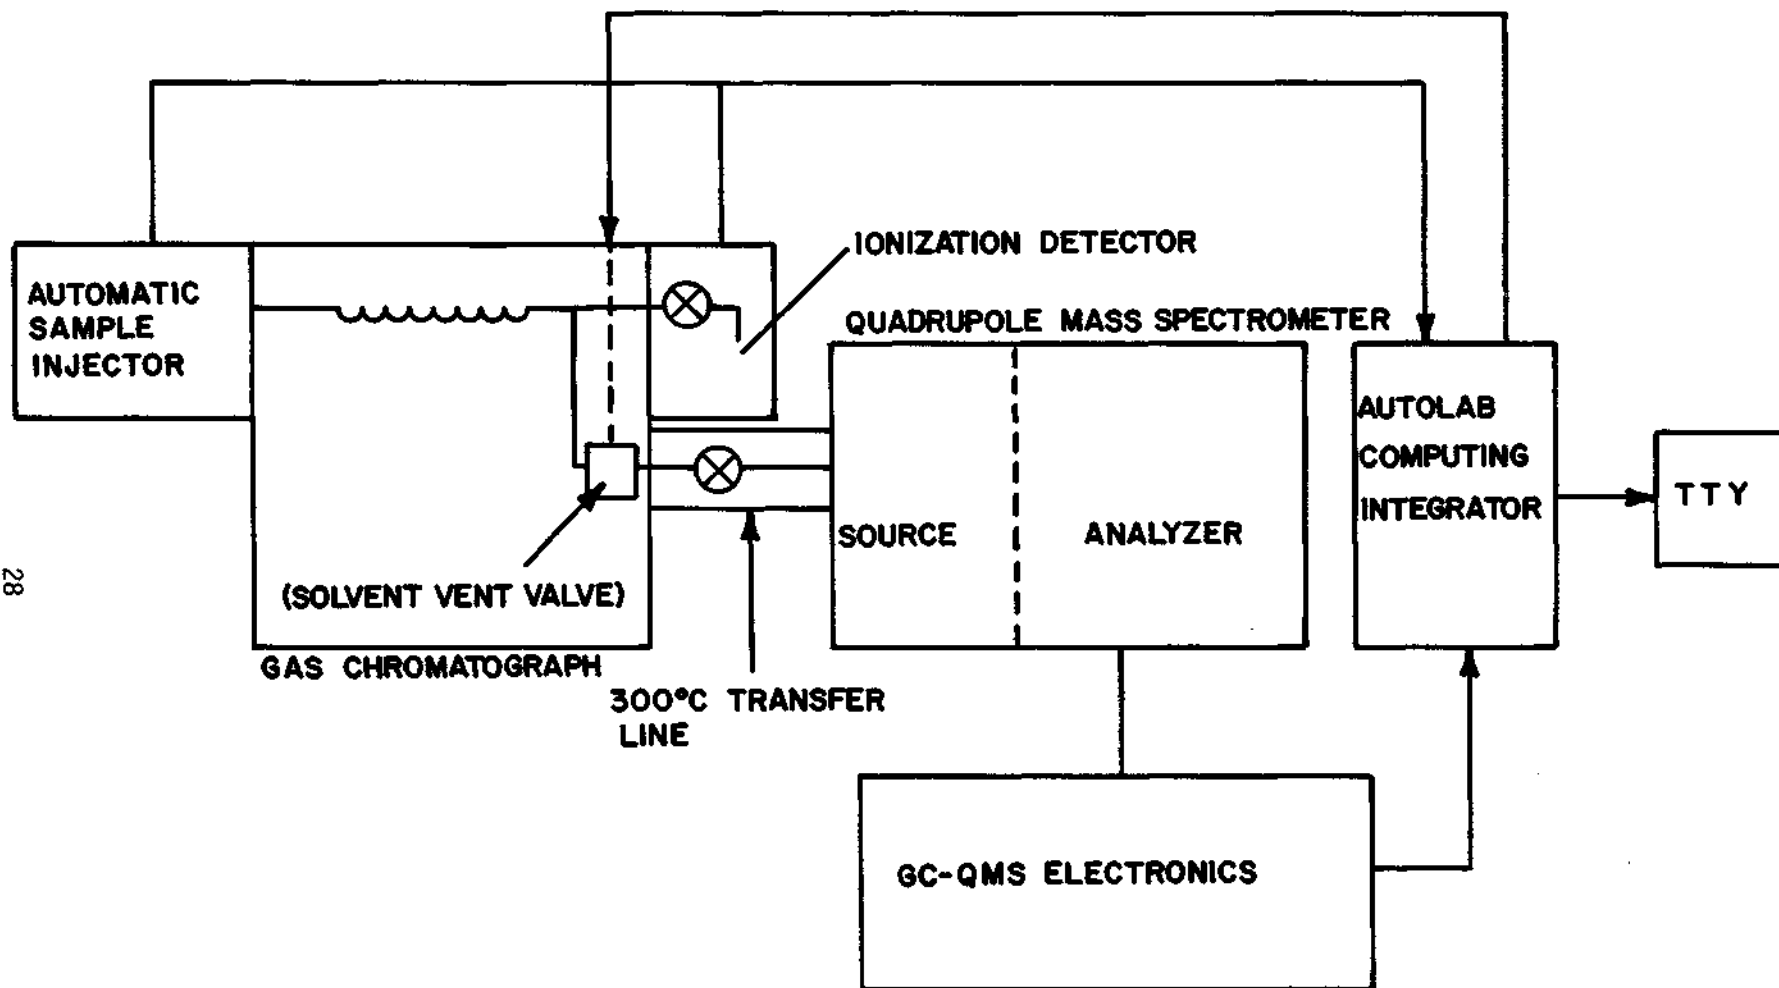 IONIZATION DETECTOR
AUTOMATIC
SAMPLE
INJECTOR
QUADRUPOLE MASS SPECTROMETER
AUTOLAB
COMPUTING
INTEGRATOR
TTY
SOURCE
ANALYZER
(SOLVENT VENT VALVE)
GAS CHROMATOGRAPH
300°C TRANSFER
LINE
GC-QMS ELECTRONICS
28